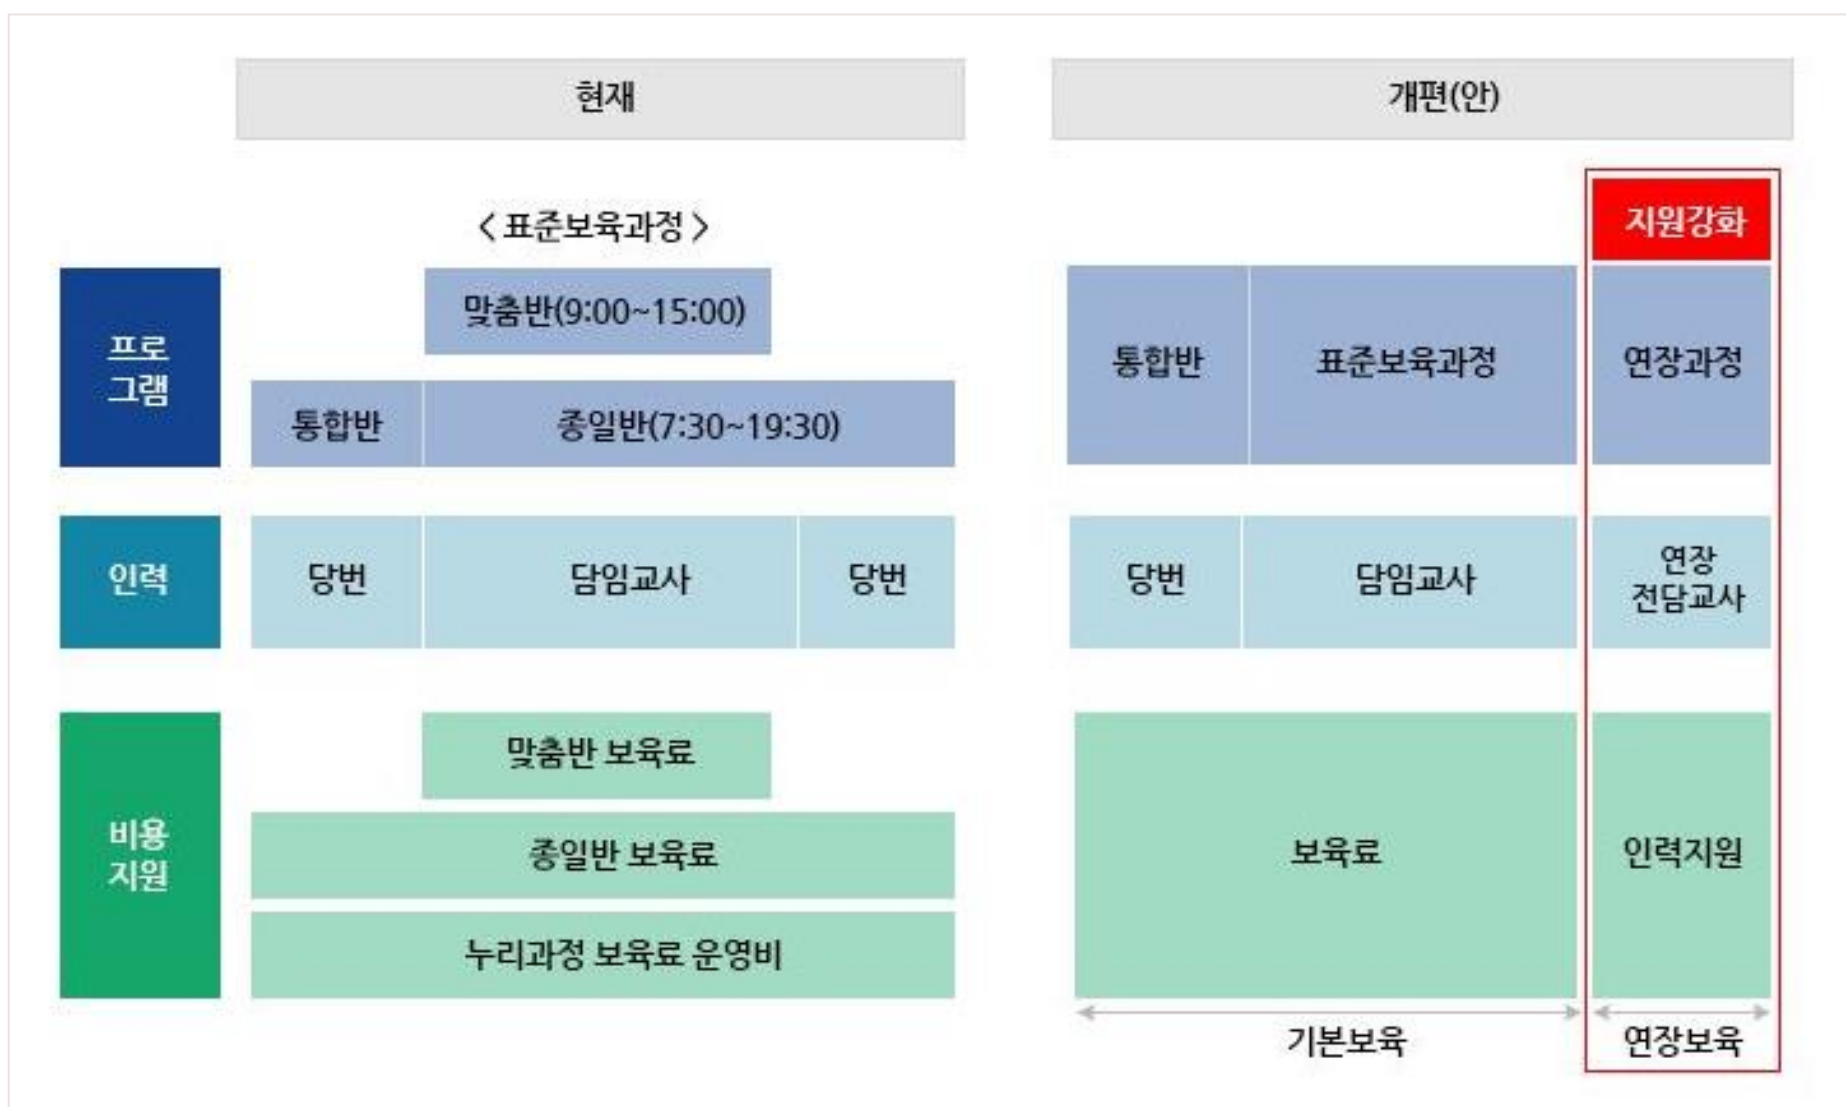 현재
개편(안)
< 표준보육과정 >
지원강화
프로
그램
맞춤반(9:00~15:00)
통합반
종일반(7:30~19:30)
통합반
표준보육과정
연장과정
인력
당번
담임교사
당번
당번
담임교사
연장
전담교사
비용
지원
맞춤반 보육료
종일반 보육료
누리과정 보육료 운영비
보육료
인력지원
기본보육
연장보육